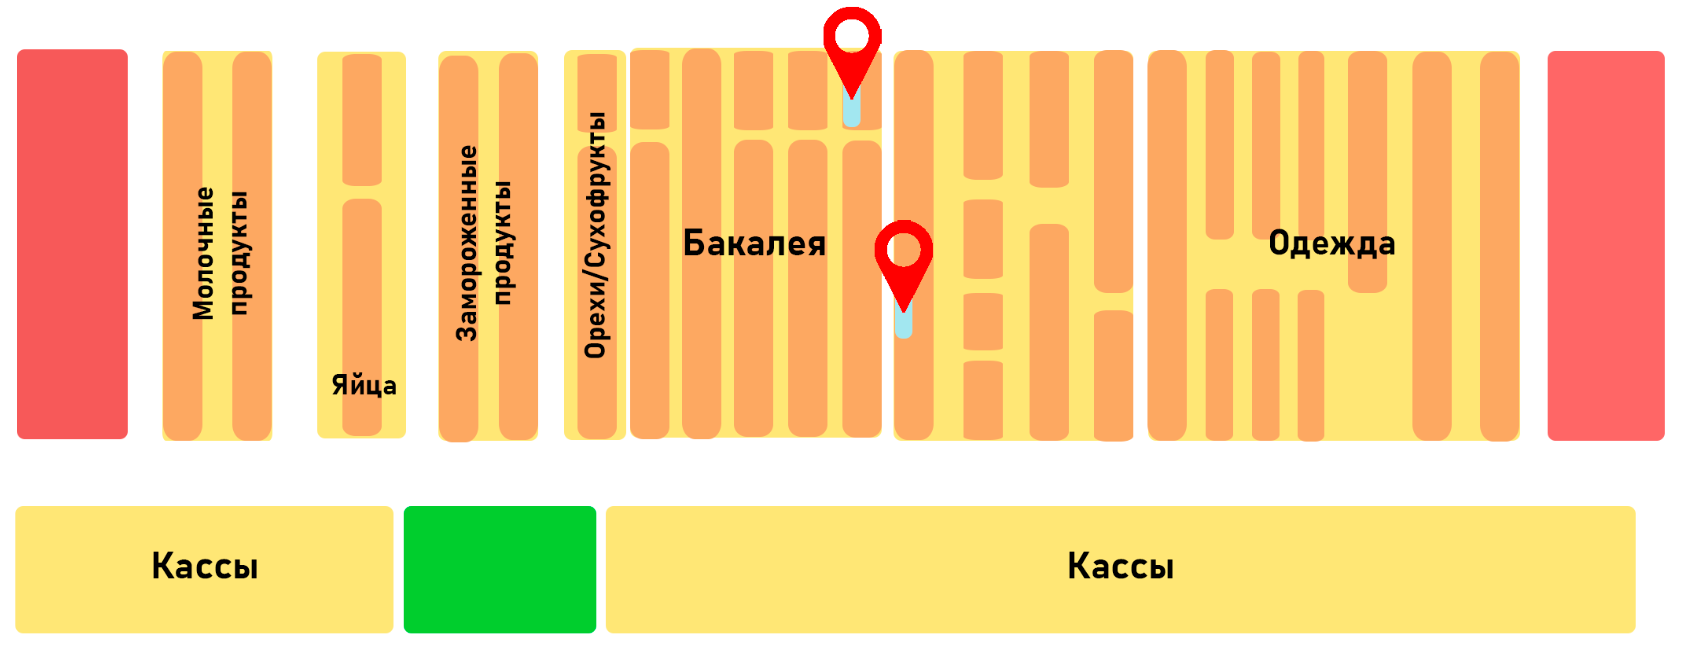 Молочные
продукты
Яйца
Замороженные
продукты
Орехи/Сухофрукты
Бакалея
Одежда
Кассы
Кассы